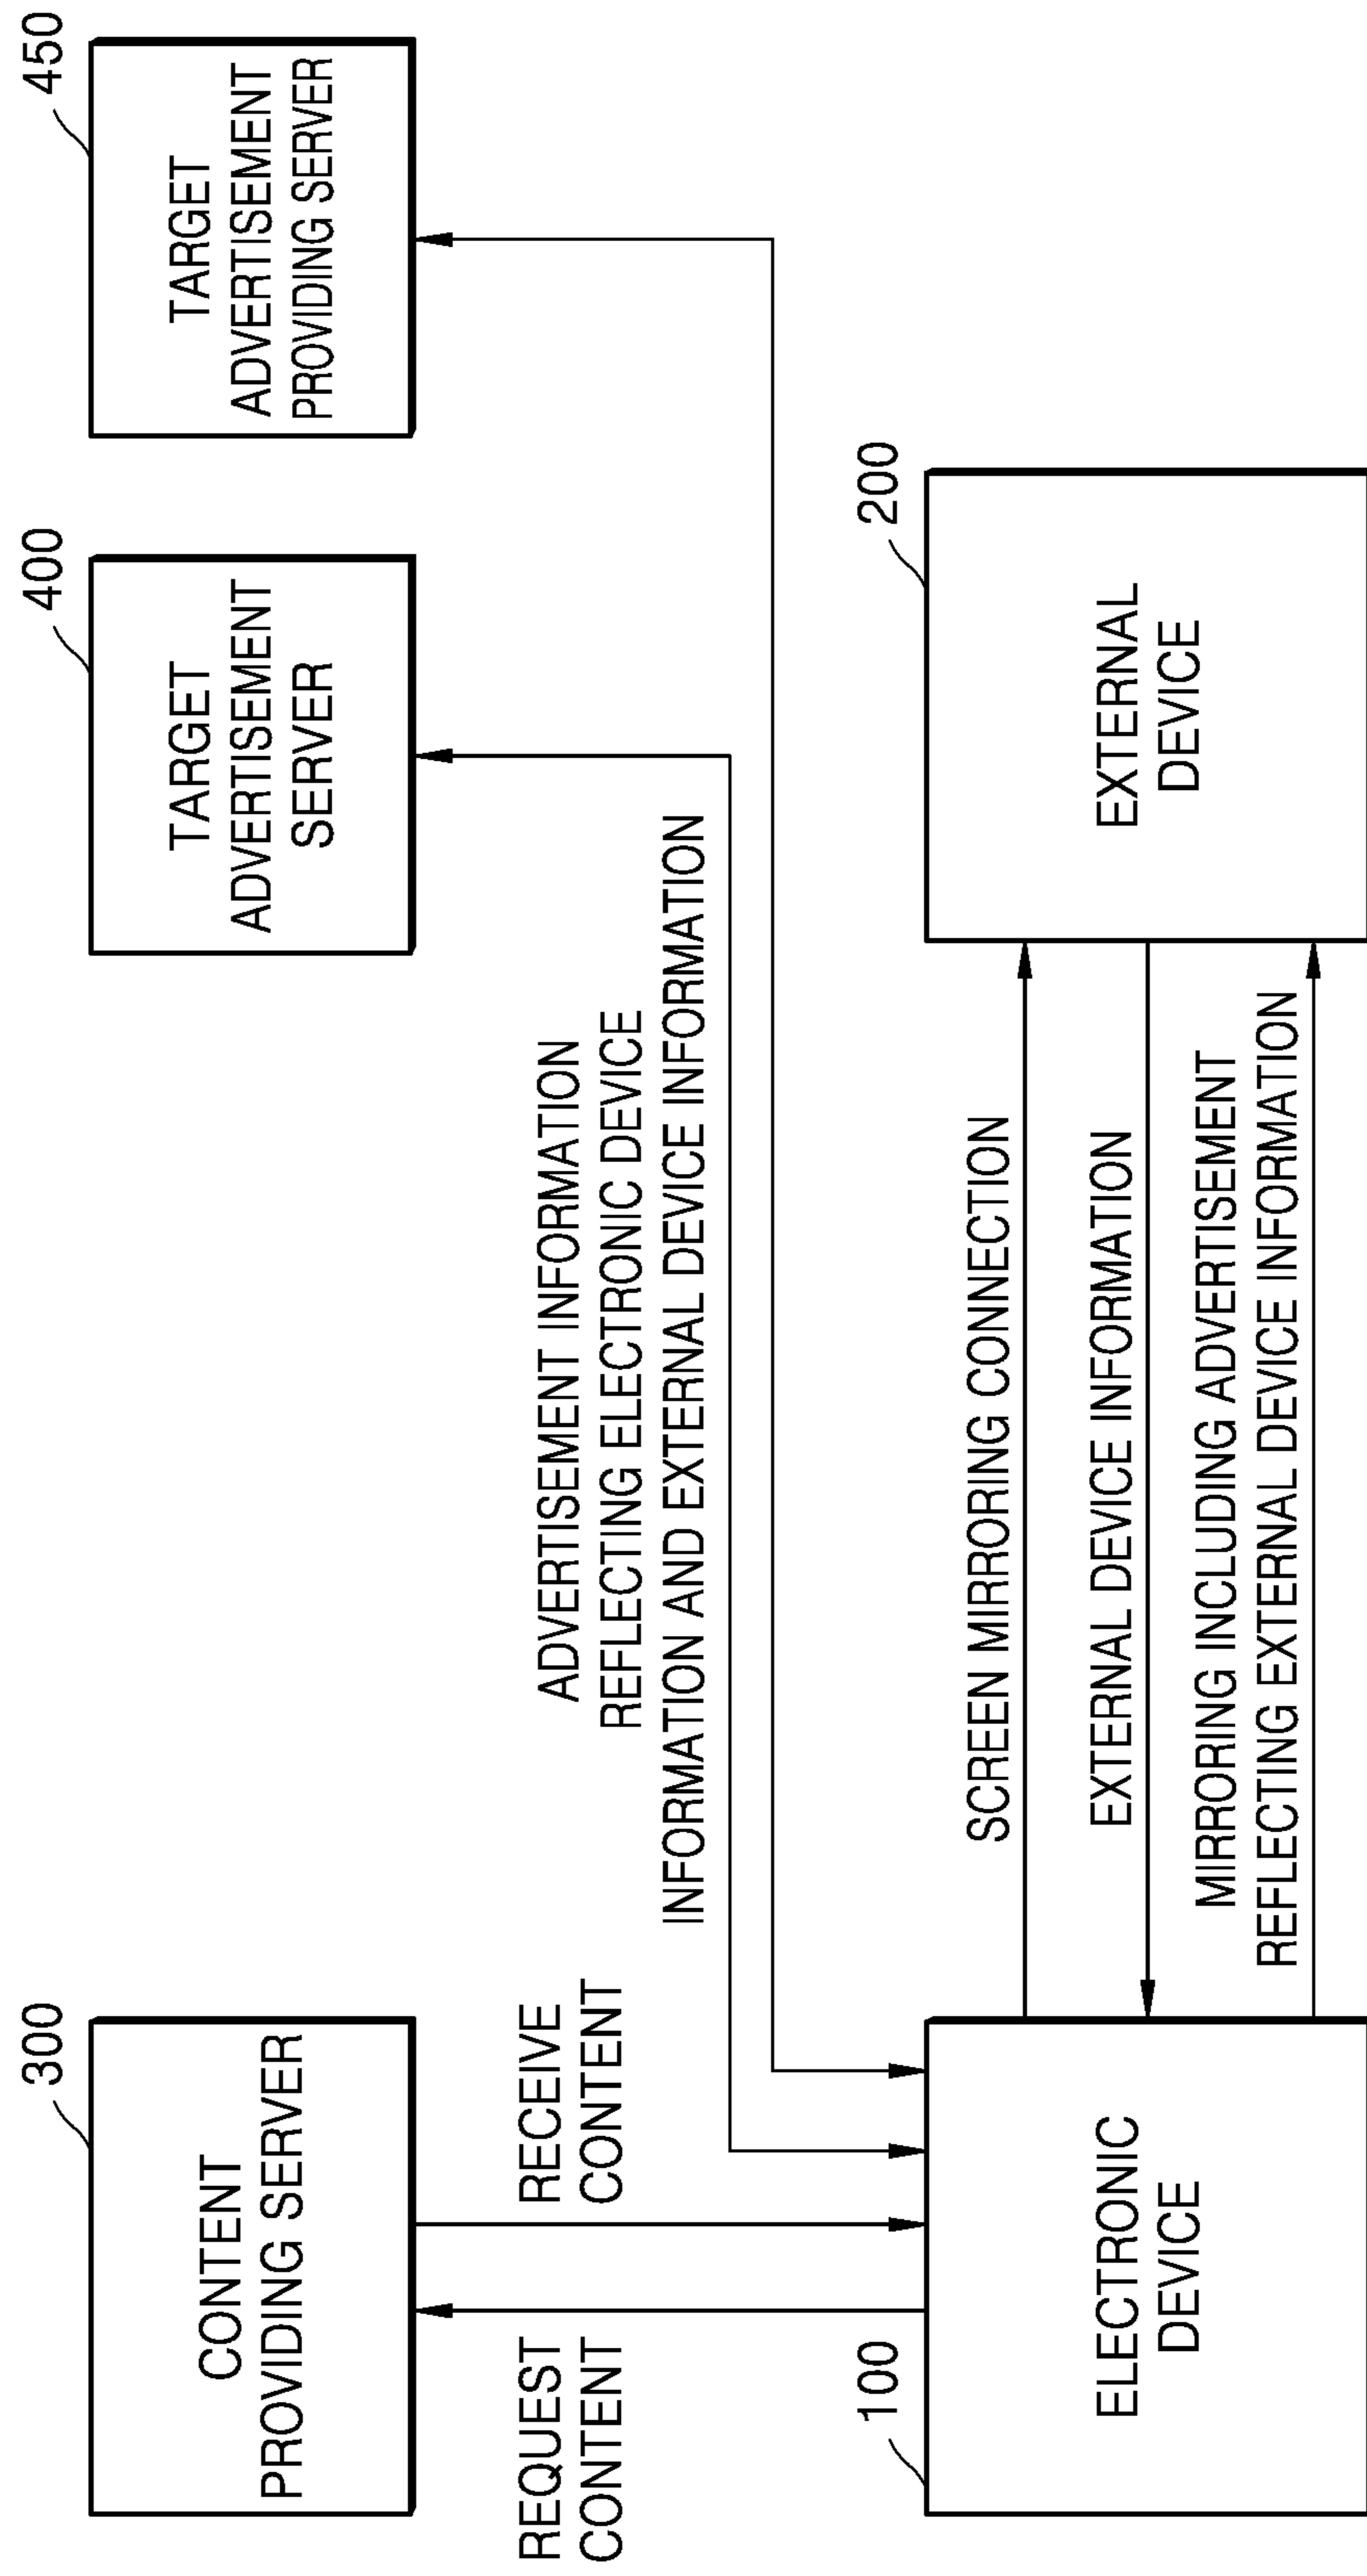 300
CONTENT
PROVIDING SERVER
400
TARGET
ADVERTISEMENT
SERVER
450
TARGET
ADVERTISEMENT
PROVIDING SERVER
REQUEST
CONTENT
RECEIVE
CONTENT
ADVERTISEMENT INFORMATION
REFLECTING ELECTRONIC DEVICE
INFORMATION AND EXTERNAL DEVICE INFORMATION
100
ELECTRONIC
DEVICE
SCREEN MIRRORING CONNECTION
EXTERNAL DEVICE INFORMATION
MIRRORING INCLUDING ADVERTISEMENT
REFLECTING EXTERNAL DEVICE INFORMATION
200
EXTERNAL
DEVICE